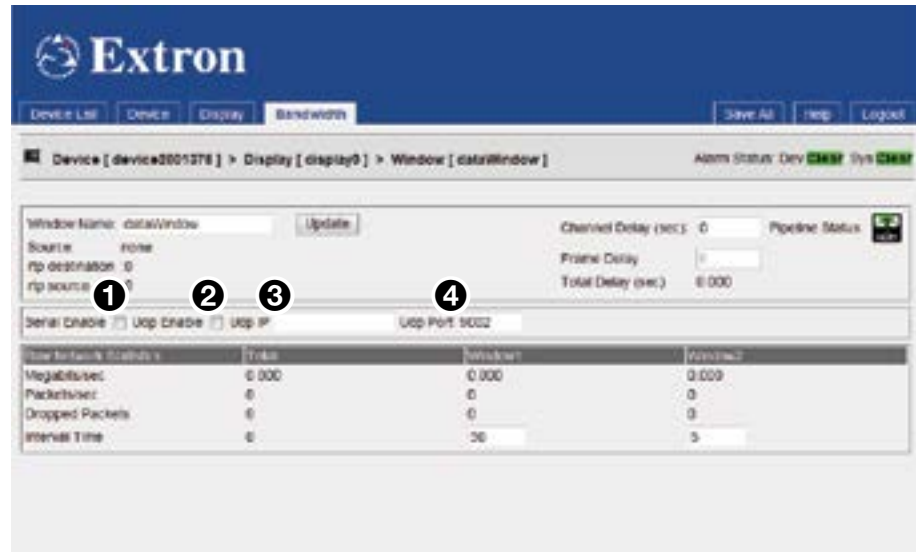 Extron
Device List Device Display Bandwidth Save All Help Logout
Device [ device2001378 ] > Display [ display0 ] > Window [ dataWindow ] Alarm Status: Dev Clear Sys Clear
Window Name: dataWindow Update Channel Delay (sec): 0 Pipeline Status
Source none Frame Delay
rtp destination :0 Total Delay (sec) 0.000
rtp source
1 2 3 4
Serial Enable Udp Enable Udp IP Udp Port 9002
Raw Network Statistics Total Window1 Window2
Megabits/sec 0.000 0.000 0.000
Packets/sec 0 0 0
Dropped Packets 0 0 0
Interval Time 0 30 5